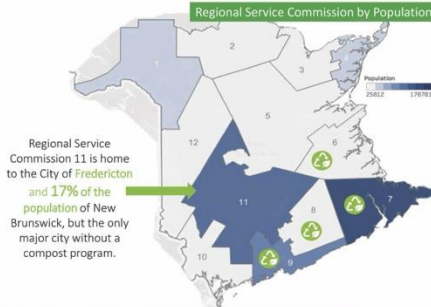 Regional Service Commission by Population
1
2
3
4
Population
25812
178781
5
12
6
Regional Service
Commission 11 is home
to the City of Fredericton
and 17% of the
population of New
Brunswick, but the only
major city without a
compost program.
11
7
8
10
9